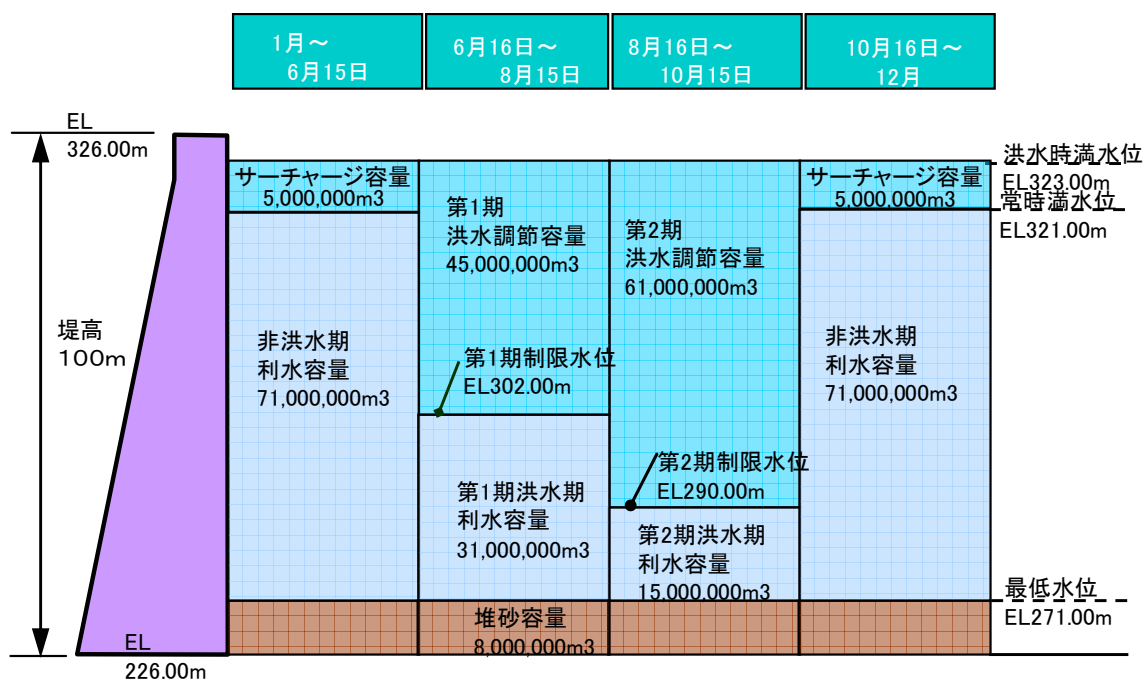 1月～
6月15日
6月16日～
8月15日
8月16日～
10月15日
10月16日～
12月
EL
326.00m
堤高
100m
EL
226.00m
サーチャージ容量
5,000,000m3
非洪水期
利水容量
71,000,000m3
第1期
洪水調節容量
45,000,000m3
第1期制限水位
EL302.00m
第1期洪水期
利水容量
31,000,000m3
第2期
洪水調節容量
61,000,000m3
第2期制限水位
EL290.00m
第2期洪水期
利水容量
15,000,000m3
サーチャージ容量
5,000,000m3
非洪水期
利水容量
71,000,000m3
堆砂容量
8,000,000m3
洪水時満水位
EL323.00m
常時満水位
EL321.00m
最低水位
EL271.00m